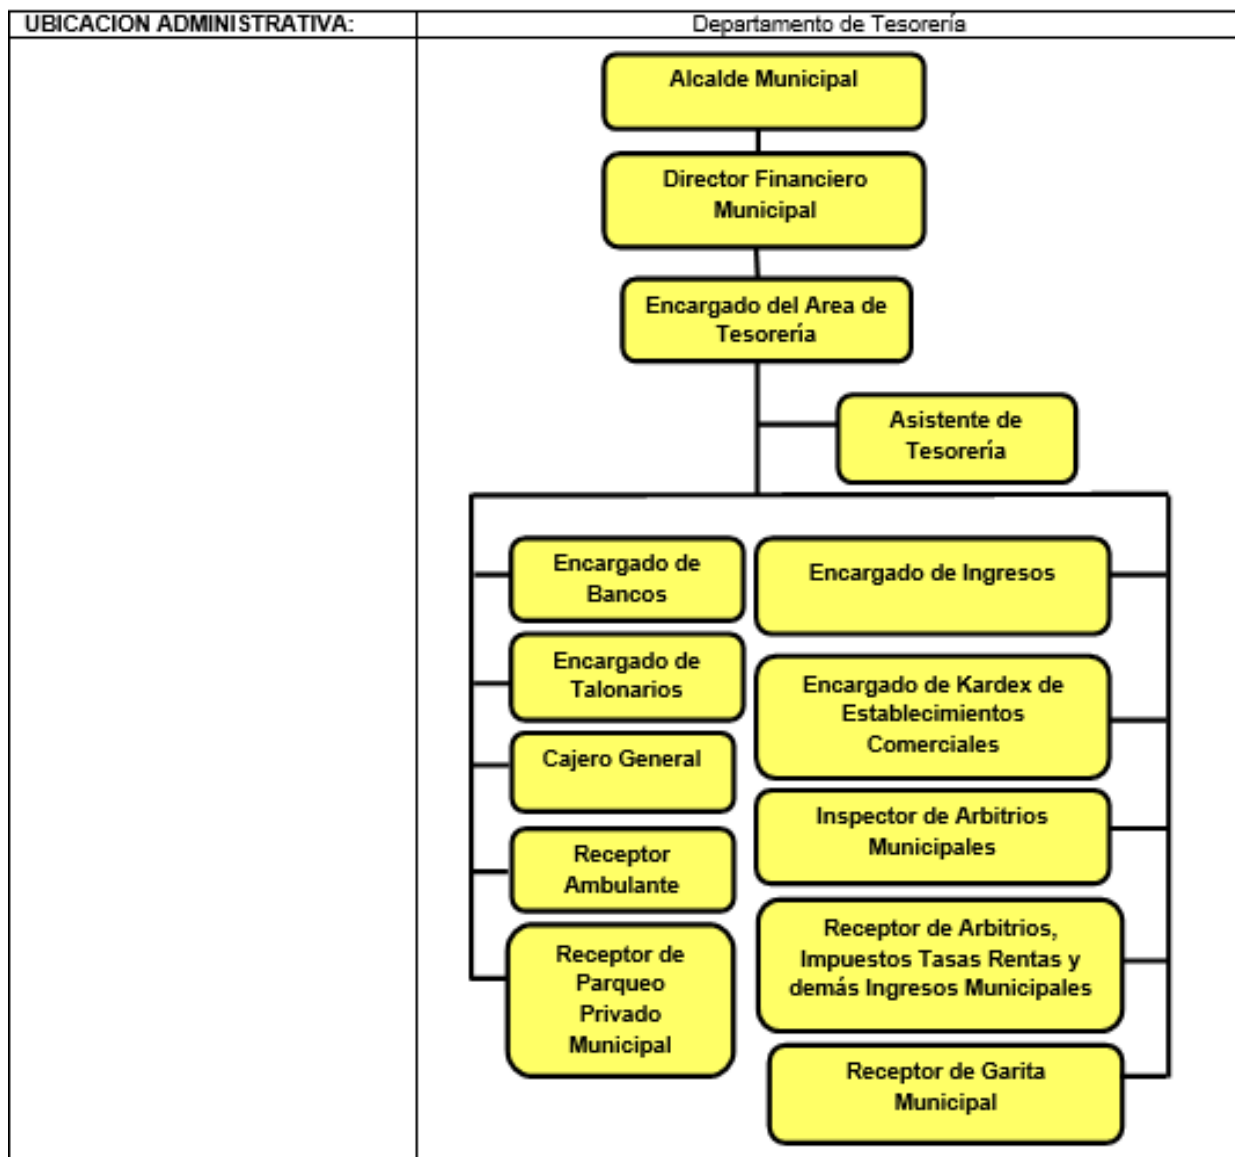 UBICACION ADMINISTRATIVA:
Departamento de Tesorería
Alcalde Municipal
Director Financiero
Municipal
Encargado del Area de
Tesorería
Asistente de
Tesorería
Encargado de
Bancos
Encargado de Ingresos
Encargado de
Talonarios
Encargado de Kardex de
Establecimientos
Comerciales
Cajero General
Inspector de Arbitrios
Municipales
Receptor
Ambulante
Receptor de Arbitrios,
Impuestos Tasas Rentas y
demás Ingresos Municipales
Receptor de
Parqueo
Privado
Municipal
Receptor de Garita
Municipal